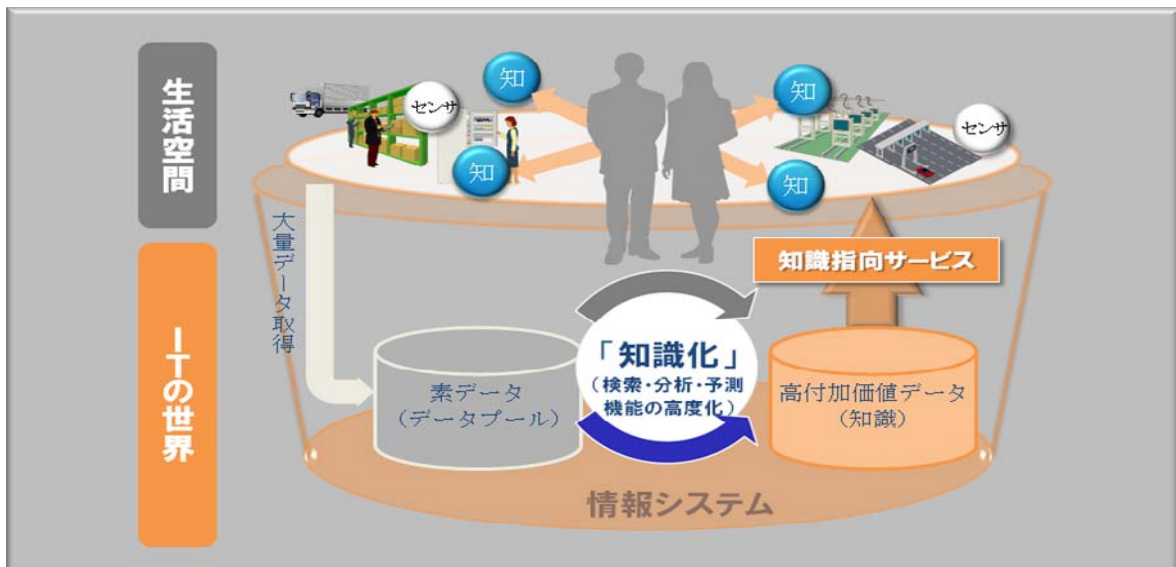 生活空間
知
センサ
知
知
センサ
知
大量データ取得
知識指向サービス
ITの世界
「知識化」
(検索・分析・予測
機能の高度化)
素データ
(データプール)
高付加価値データ
(知識)
情報システム